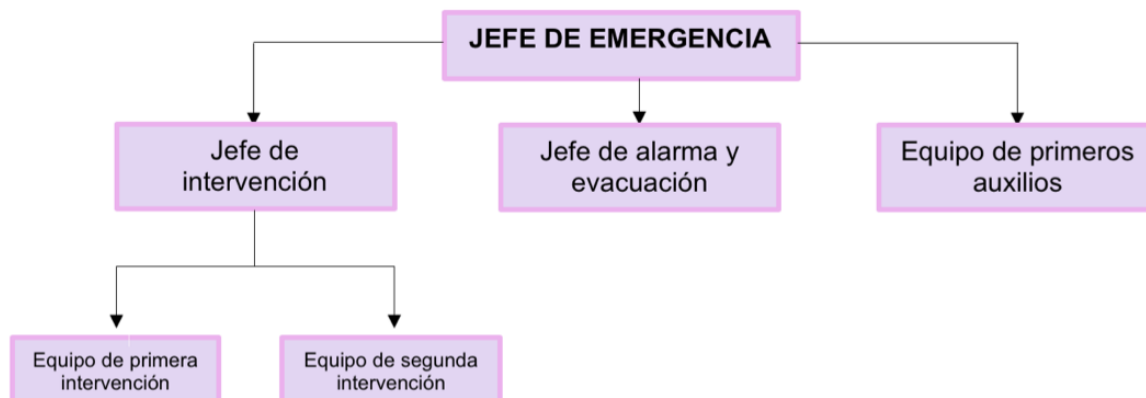 JEFE DE EMERGENCIA
Jefe de
intervención
Jefe de alarma y
evacuación
Equipo de primeros
auxilios
Equipo de primera
intervención
Equipo de segunda
intervención